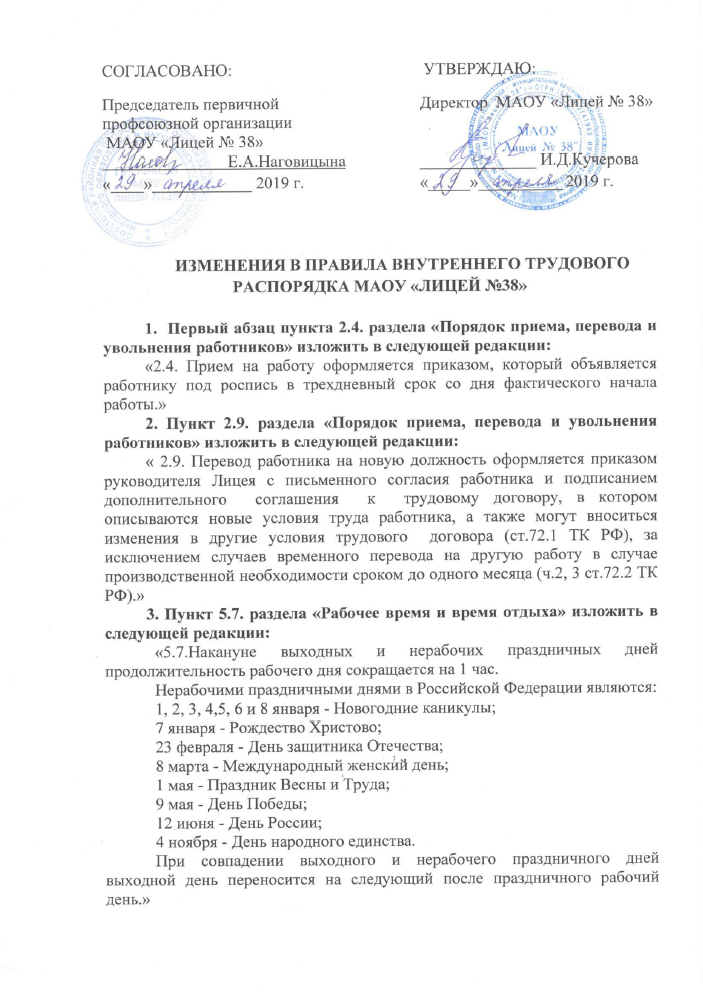 СОГЛАСОВАНО:
Председатель первичной
профсоюзной организации
МАОУ «Лицей № 38»
Е.А.Наговицына
« 29 » апреля 2019 г.
УТВЕРЖДАЮ:
Директор МАОУ «Лицей № 38»
МАОУ
"Лицей № 38"
И.Д.Кучерова
« 29 » апреля 2019 г.
ИЗМЕНЕНИЯ В ПРАВИЛА ВНУТРЕННЕГО ТРУДОВОГО
РАСПОРЯДКА МАОУ «ЛИЦЕЙ №38»
1. Первый абзац пункта 2.4. раздела «Порядок приема, перевода и
увольнения работников» изложить в следующей редакции:
«2.4. Прием на работу оформляется приказом, который объявляется
работнику под роспись в трехдневный срок со дня фактического начала
работы.»
2. Пункт 2.9. раздела «Порядок приема, перевода и увольнения
работников» изложить в следующей редакции:
« 2.9. Перевод работника на новую должность оформляется приказом
руководителя Лицея с письменного согласия работника и подписанием
дополнительного соглашения к трудовому договору, в котором
описываются новые условия труда работника, а также могут вноситься
изменения в другие условия трудового договора (ст.72.1 ТК РФ), за
исключением случаев временного перевода на другую работу в случае
производственной необходимости сроком до одного месяца (ч.2, 3 ст.72.2 ТК
РФ).»
3. Пункт 5.7. раздела «Рабочее время и время отдыха» изложить в
следующей редакции:
«5.7.Накануне выходных и нерабочих праздничных дней
продолжительность рабочего дня сокращается на 1 час.
Нерабочими праздничными днями в Российской Федерации являются:
1, 2, 3, 4,5, 6 и 8 января - Новогодние каникулы;
7 января - Рождество Христово;
23 февраля - День защитника Отечества;
8 марта - Международный женский день;
1 мая - Праздник Весны и Труда;
9 мая - День Победы;
12 июня - День России;
4 ноября - День народного единства.
При совпадении выходного и нерабочего праздничного дней
выходной день переносится на следующий после праздничного рабочий
день.»